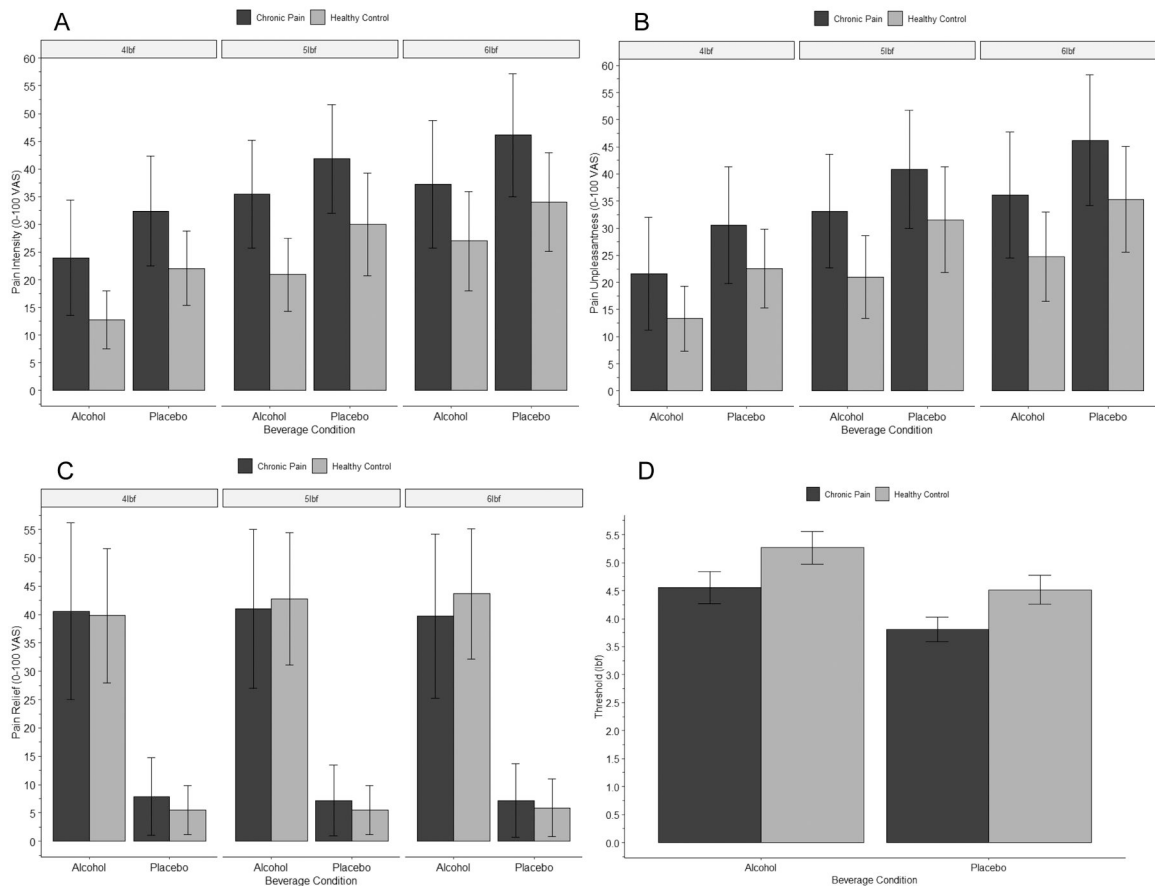 A
Chronic Pain Healthy Control
4lbf 5lbf 6lbf
Pain Intensity (0-100 VAS)
60
55
50
45
40
35
30
25
20
15
10
5
0
Alcohol Placebo Alcohol Placebo Alcohol Placebo
Beverage Condition
B
Chronic Pain Healthy Control
4lbf 5lbf 6lbf
Pain Unpleasantness (0-100 VAS)
60
55
50
45
40
35
30
25
20
15
10
5
0
Alcohol Placebo Alcohol Placebo Alcohol Placebo
Beverage Condition
C
Chronic Pain Healthy Control
4lbf 5lbf 6lbf
Pain Relief (0-100 VAS)
55
50
45
40
35
30
25
20
15
10
5
0
Alcohol Placebo Alcohol Placebo Alcohol Placebo
Beverage Condition
D
Chronic Pain Healthy Control
Threshold (lbf)
5.5
5.0
4.5
4.0
3.5
3.0
2.5
2.0
1.5
1.0
0.5
0.0
Alcohol Placebo
Beverage Condition